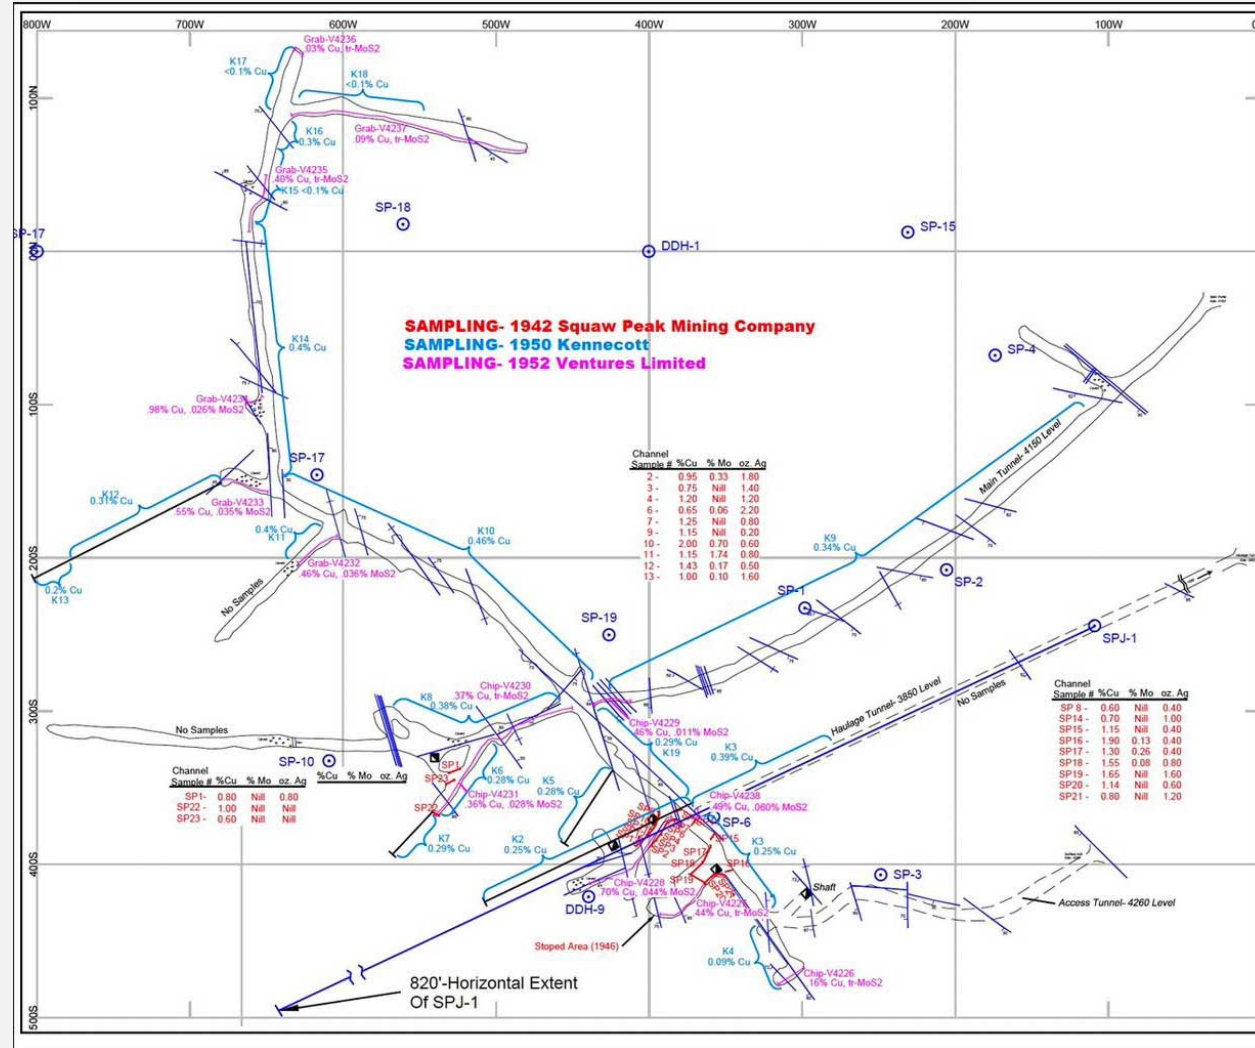 800W
700W
600W
500W
400W
300W
200W
100W
100N
100S
200S
300S
400S
500S
Grab-V4236
.03% Cu, tr-MoS2
K17
<0.1% Cu
K18
<0.1% Cu
Grab-V4237
.09% Cu, tr-MoS2
K16
0.3% Cu
Grab-V4235
.40% Cu, tr-MoS2
K15 <0.1% Cu
SP-18
SP-15
SP-17
DDH-1
SAMPLING- 1942 Squaw Peak Mining Company
SAMPLING- 1950 Kennecott
SAMPLING- 1952 Ventures Limited
K14
0.4% Cu
SP-4
.98% Cu, .026% MoS2
SP-17
K12
0.31% Cu
Grab-V4233
.55% Cu, .035% MoS2
0.4% Cu
K11
K10
0.46% Cu
Main Tunnel- 4150 Level
Channel
Sample # %Cu % Mo oz. Ag
2 - 0.95 0.33 1.80
3 - 0.75 Nill 1.40
4 - 1.20 Nill 1.20
6 - 0.65 0.06 2.20
7 - 1.25 Nill 0.80
9 - 1.15 Nill 0.20
10 - 2.00 0.70 0.60
11 - 1.15 1.74 0.80
12 - 1.43 0.17 0.50
13 - 1.00 0.10 1.60
K9
0.34% Cu
Grab-V4232
.46% Cu, .036% MoS2
0.2% Cu
K13
No Samples
SP-1
SP-2
SP-19
SPJ-1
Haulage Tunnel- 3850 Level
No Samples
Chip-V4230
.37% Cu, tr-MoS2
K8
0.38% Cu
No Samples
SP-10
Chip-V4229
.46% Cu, .011% MoS2
0.29% Cu
K19
K3
0.39% Cu
Channel
Sample # %Cu % Mo oz. Ag
SP 8 - 0.60 Nill 0.40
SP14 - 0.70 Nill 1.00
SP15 - 1.15 Nill 0.40
SP16 - 1.90 0.13 0.40
SP17 - 1.30 0.26 0.40
SP18 - 1.55 0.08 0.80
SP19 - 1.65 Nill 1.60
SP20 - 1.14 Nill 0.60
SP21 - 0.80 Nill 1.20
Channel
Sample # %Cu % Mo oz. Ag
SP1- 0.80 Nill 0.80
SP22 - 1.00 Nill Nill
SP23 - 0.60 Nill Nill
%Cu % Mo oz. Ag
SP1
SP23
SP22
K6
0.28% Cu
K5
0.28% Cu
Chip-V4231
.36% Cu, .028% MoS2
Chip-V4238
.49% Cu, .060% MoS2
SP-6
K7
0.29% Cu
K2
0.25% Cu
K3
0.25% Cu
SP15
SP17
SP18
SP16
SP19
SP20
Chip-V4228
.70% Cu, .044% MoS2
DDH-9
.44% Cu, tr-MoS2
Shaft
SP-3
Access Tunnel- 4260 Level
Stoped Area (1946)
K4
0.09% Cu
Chip-V4226
.16% Cu, tr-MoS2
820'-Horizontal Extent
Of SPJ-1